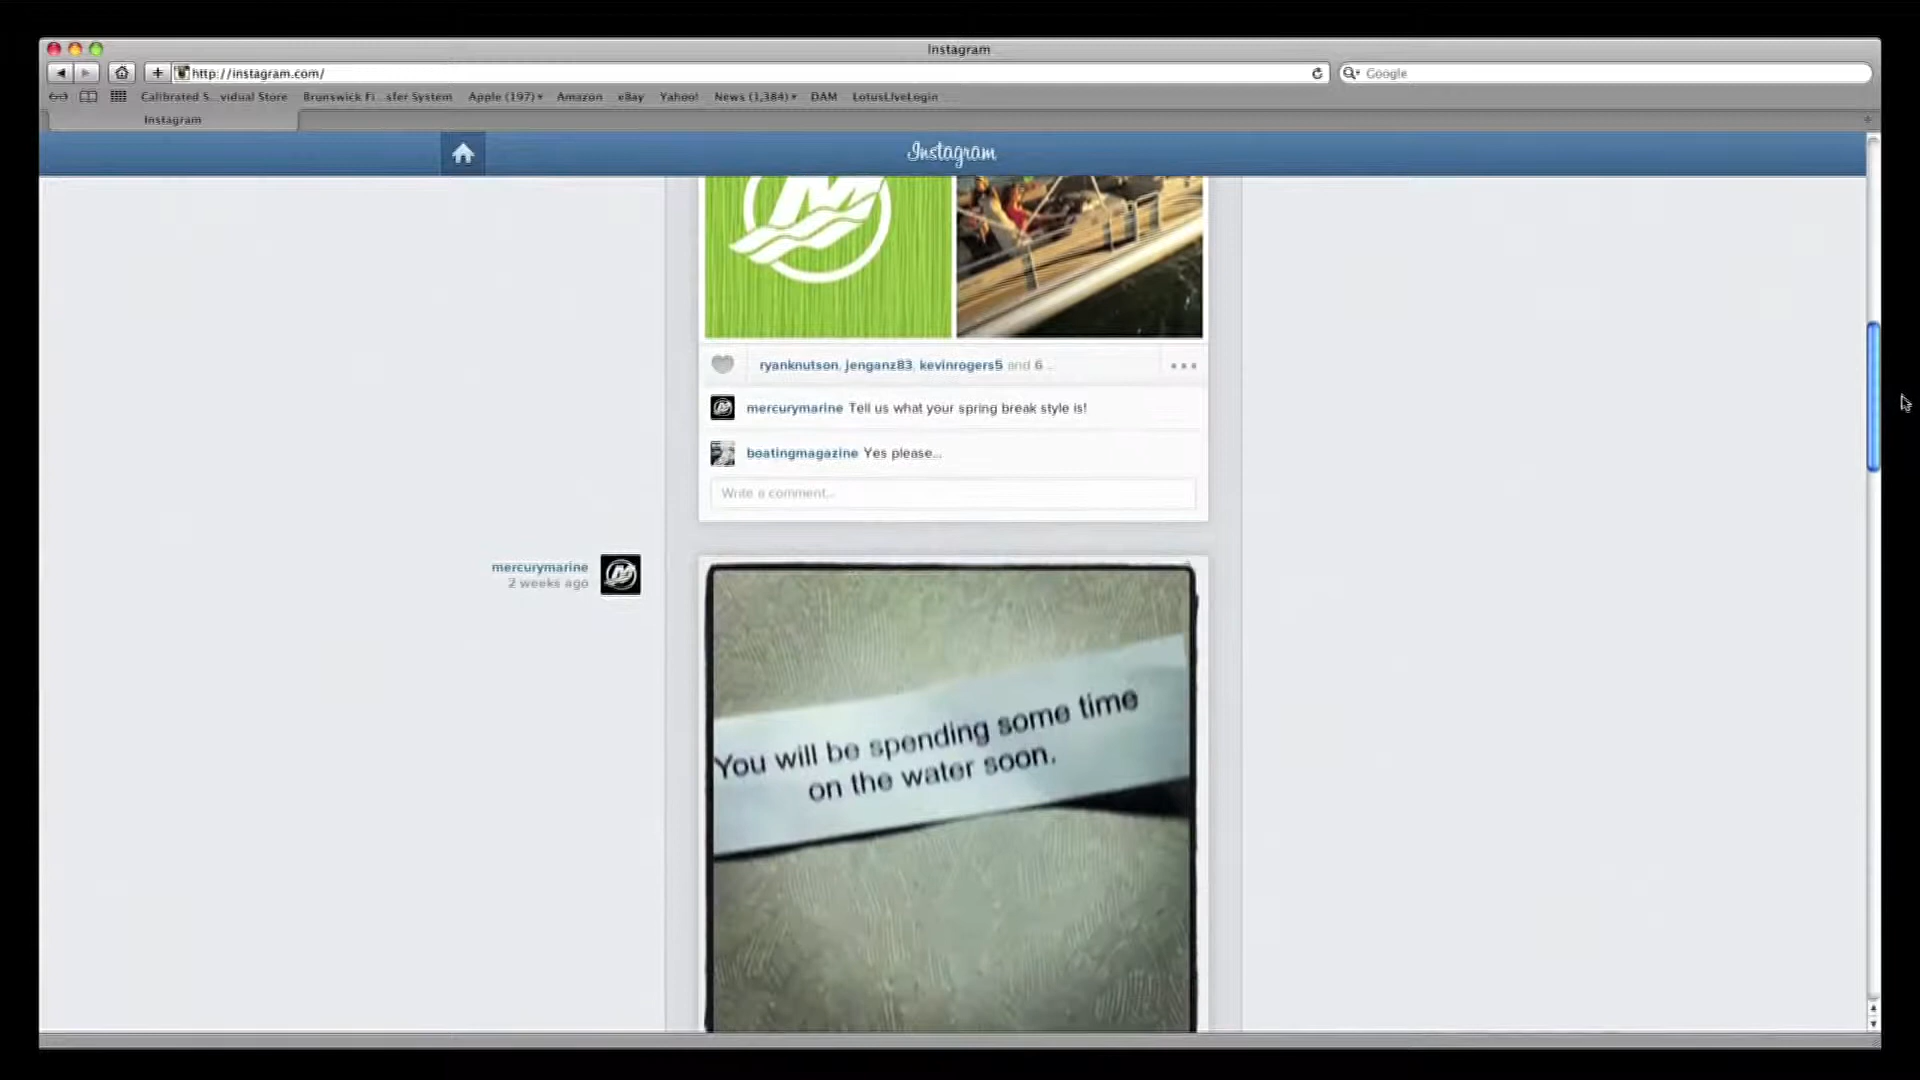 Instagram
http://instagram.com/
Google
Calibrated S...vidual Store Brunswick Fi...sfer System Apple (197) Amazon eBay Yahoo! News (1,384) DAM LotusLiveLogin
Instagram
Instagram
ryanknutson, jenganz83, kevinrogers5 and 6 ...
mercurymarine Tell us what your spring break style is!
boatingmagazine Yes please...
Write a comment...
mercurymarine
2 weeks ago
You will be spending some time
on the water soon.